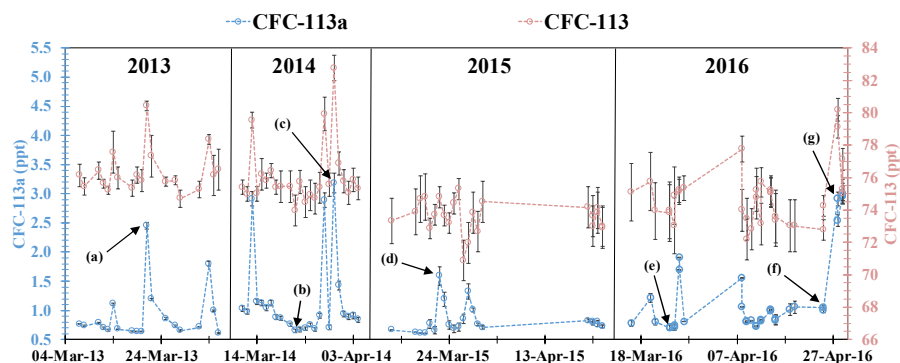 CFC-113a CFC-113
5.5 2013 2014 2015 2016 84
5.0 82
4.5 80
4.0 78
3.5 76
3.0 74
2.5 72
2.0 70
1.5 68
1.0 66
0.5 64
CFC-113a (ppt)
CFC-113 (ppt)
(a)
(b)
(c)
(d)
(e)
(f)
(g)
04-Mar-13 24-Mar-13 14-Mar-14 03-Apr-14 24-Mar-15 13-Apr-15 18-Mar-16 07-Apr-16 27-Apr-16